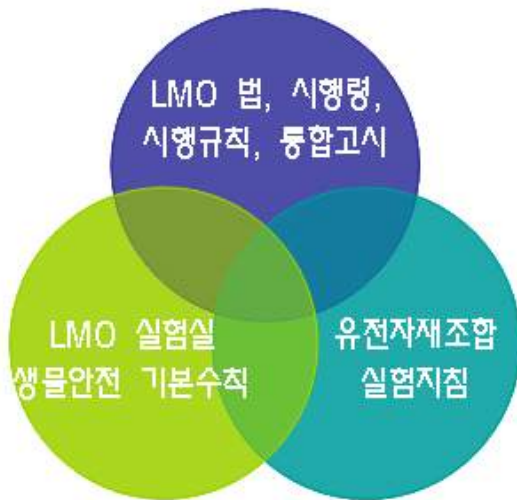 LMO 법, 시행령,
시행규칙, 통합고시
LMO 실험실
생물안전 기본수칙
유전자재조합
실험지침